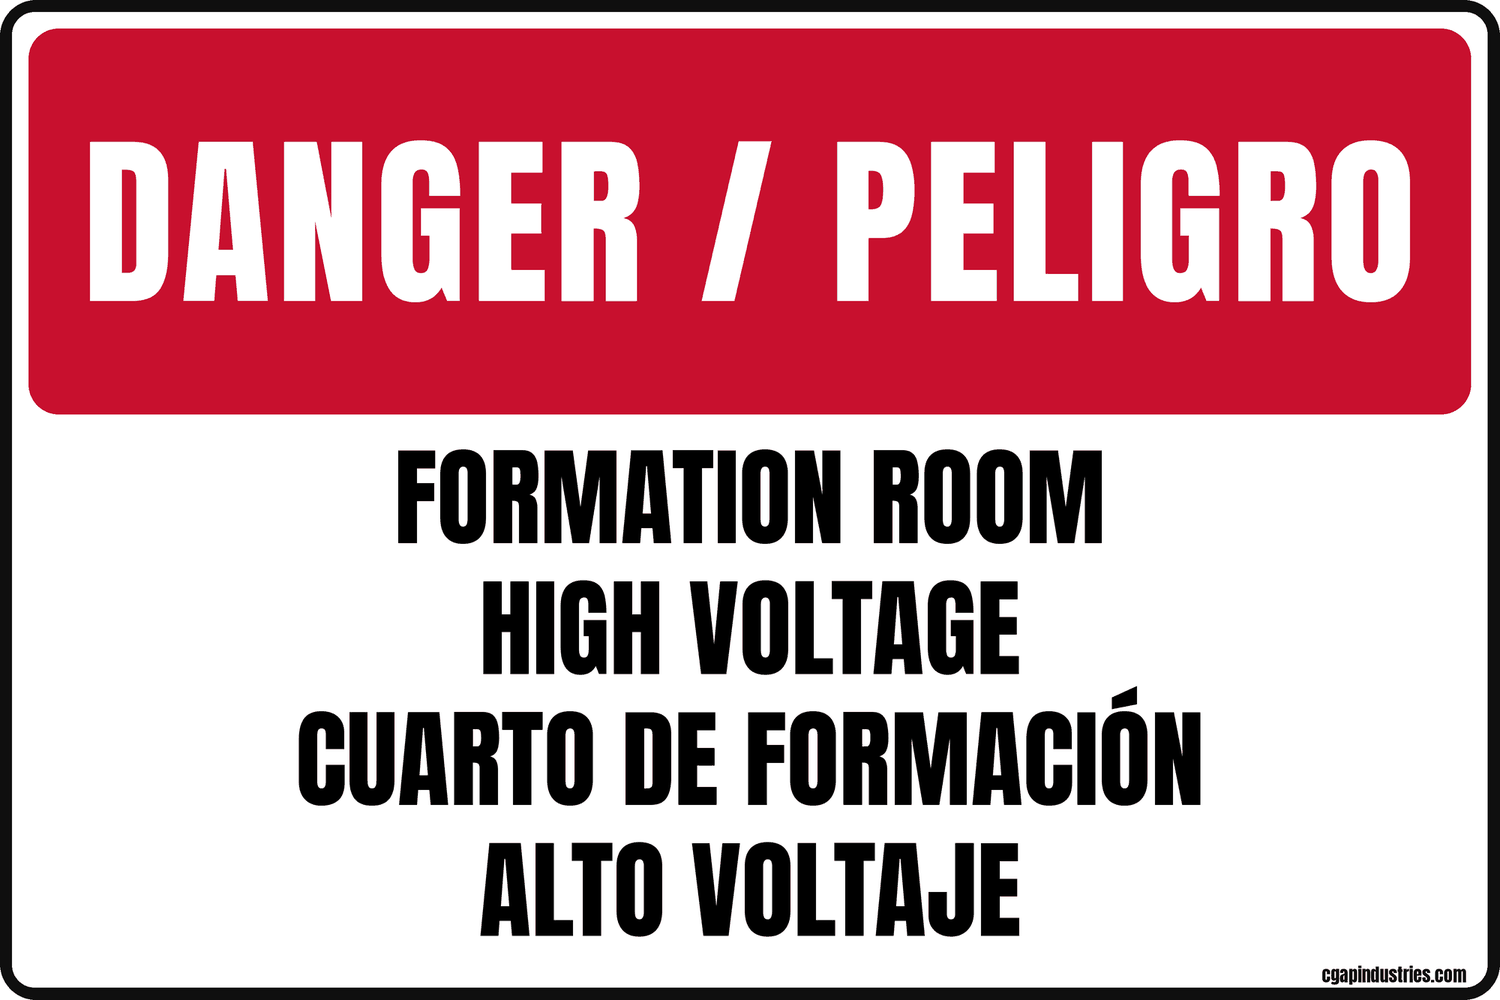 DANGER / PELIGRO
FORMATION ROOM
HIGH VOLTAGE
CUARTO DE FORMACIÓN
ALTO VOLTAJE
cgapindustries.com